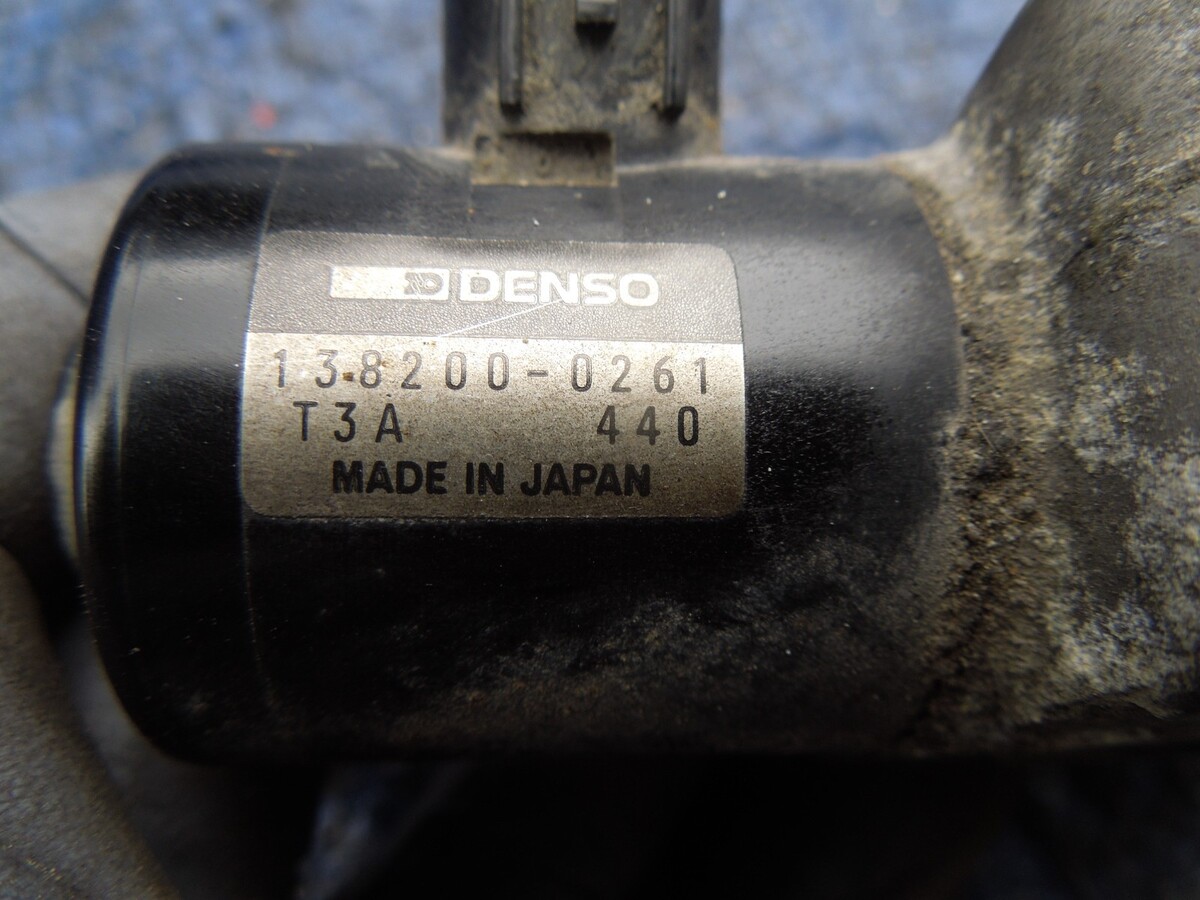 DENSO
138200-0261
T3A 440
MADE IN JAPAN